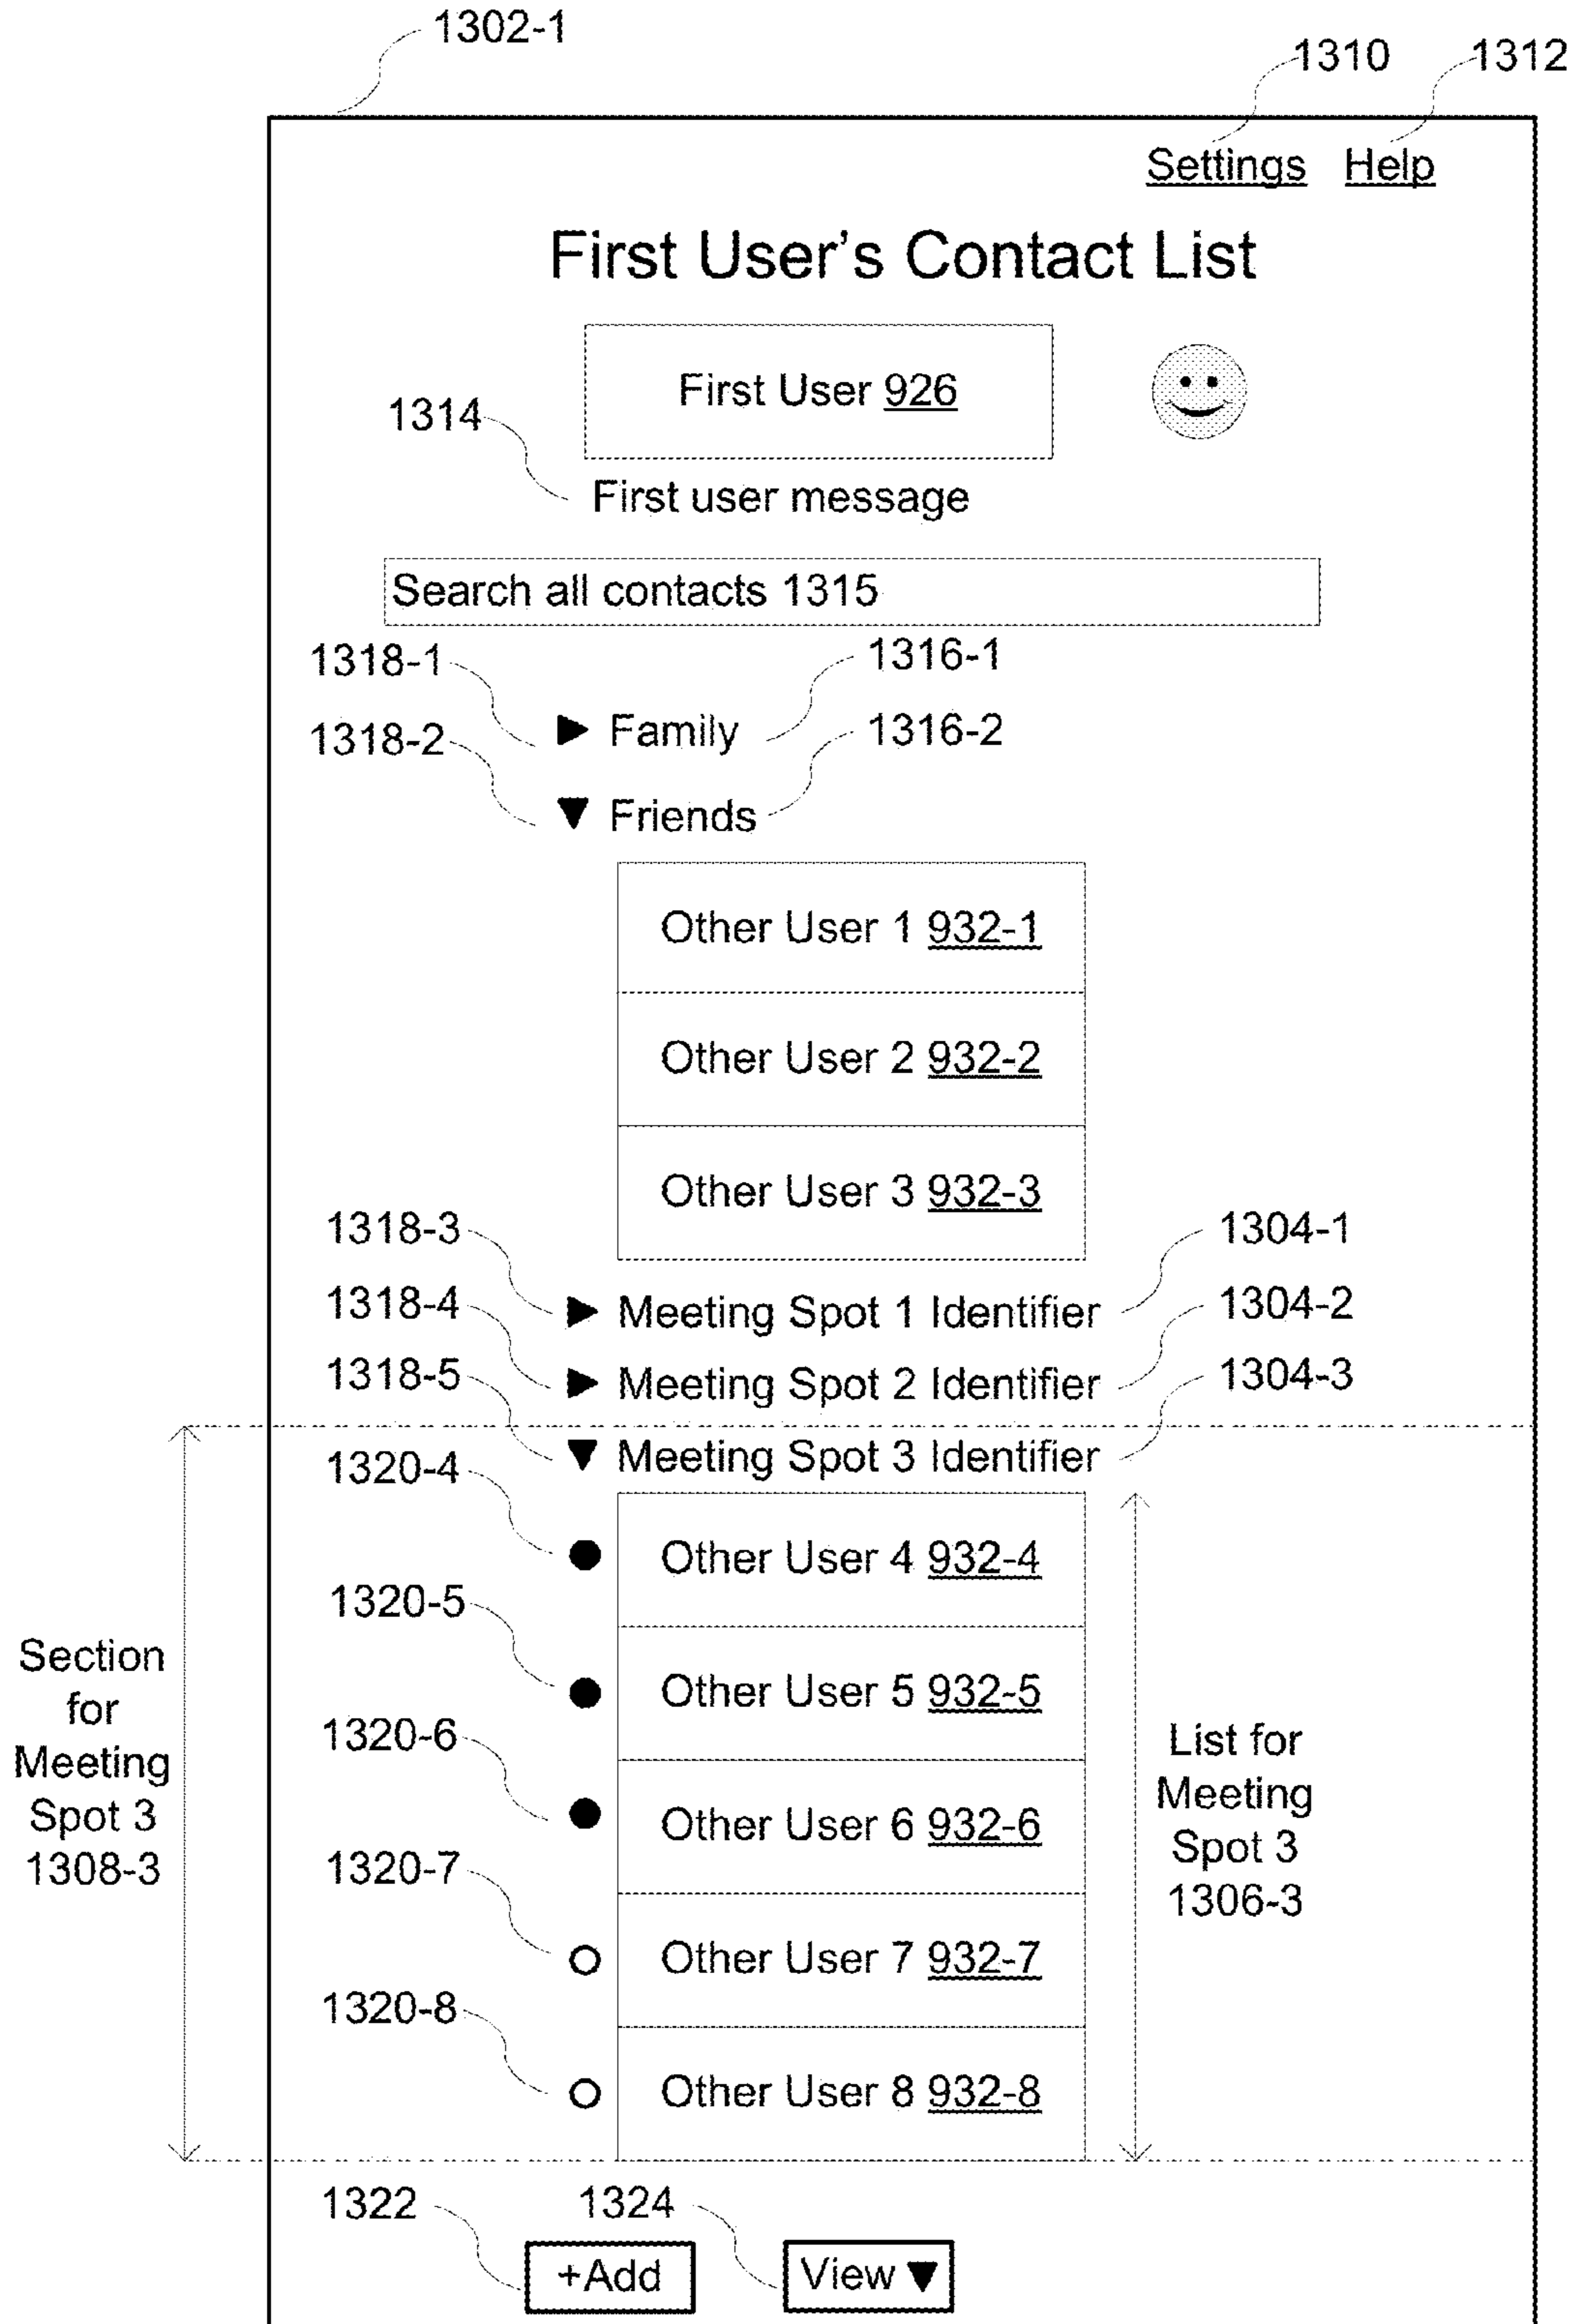 1302-1
1310
1312
Settings Help
First User's Contact List
First User 926
1314
First user message
Search all contacts 1315
1318-1
1316-1
Family
1318-2
1316-2
Friends
Other User 1 932-1
Other User 2 932-2
Other User 3 932-3
1318-3
1304-1
Meeting Spot 1 Identifier
1318-4
1304-2
Meeting Spot 2 Identifier
1318-5
1304-3
Meeting Spot 3 Identifier
1320-4
Other User 4 932-4
1320-5
Other User 5 932-5
1320-6
Other User 6 932-6
1320-7
Other User 7 932-7
1320-8
Other User 8 932-8
Section
for
Meeting
Spot 3
1308-3
List for
Meeting
Spot 3
1306-3
1322
1324
+Add
View